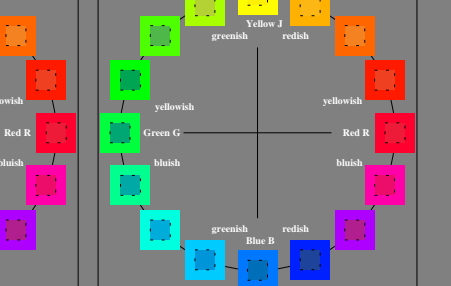 Yellow J
greenish redish
yellowish
yellowish
Red R Green G Red R
bluish bluish
greenish redish
Blue B